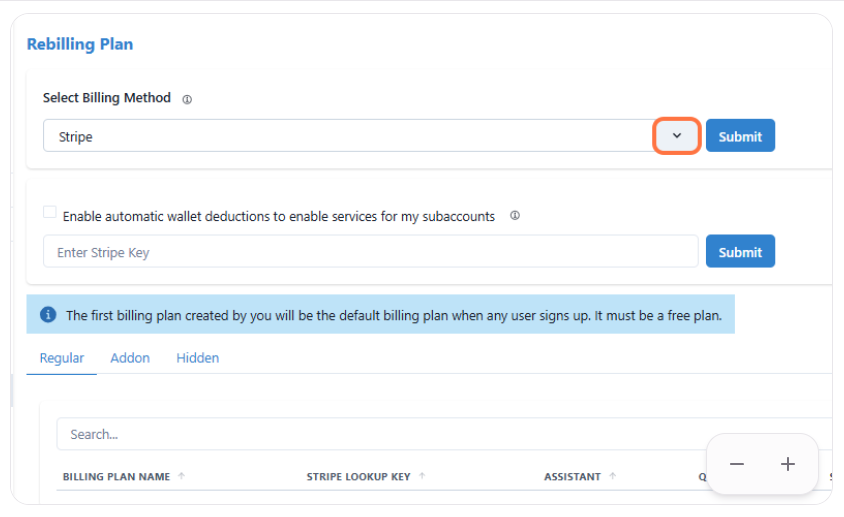 Rebilling Plan
Select Billing Method
Stripe
Submit
Enable automatic wallet deductions to enable services for my subaccounts
Enter Stripe Key
Submit
The first billing plan created by you will be the default billing plan when any user signs up. It must be a free plan.
Regular Addon Hidden
Search...
BILLING PLAN NAME STRIPE LOOKUP KEY ASSISTANT